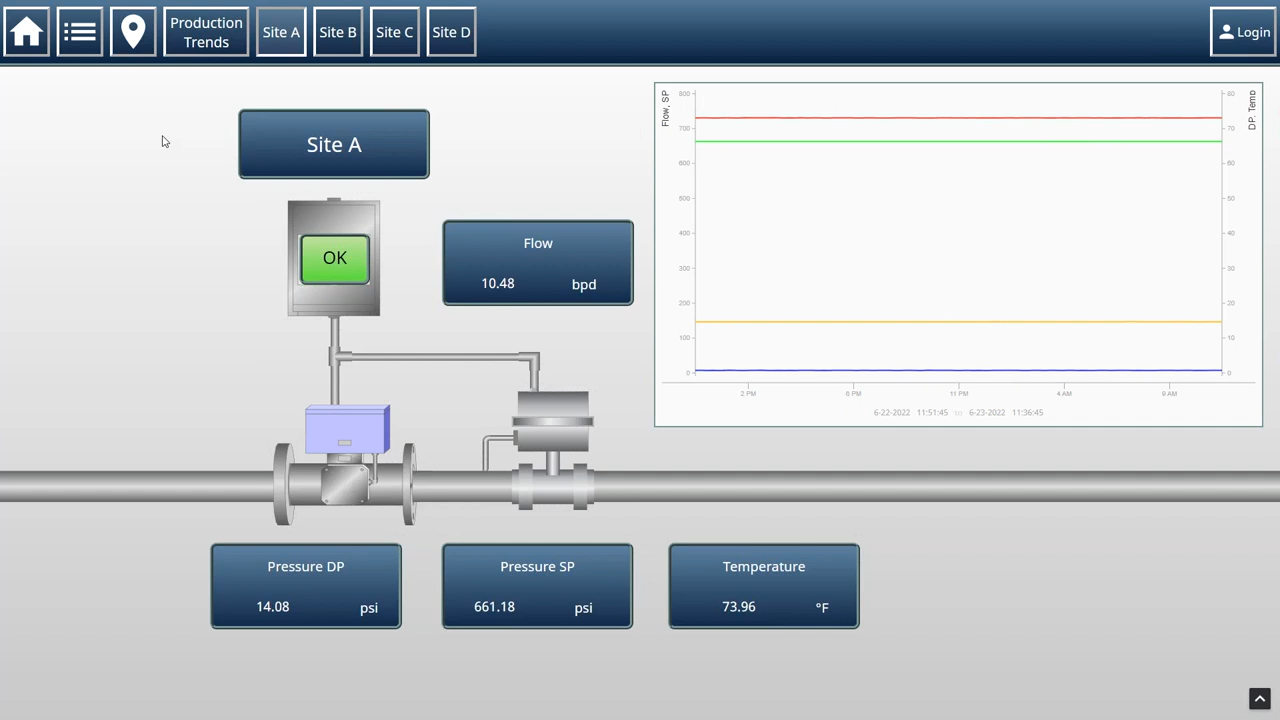 Production
Trends
Site A
Site B
Site C
Site D
Login
Site A
OK
Flow
10.48 bpd
Flow, SP
DP, Temp
800
700
600
500
400
300
200
100
0
80
70
60
50
40
30
20
10
0
2 PM
6 PM
11 PM
4 AM
9 AM
6-22-2022 11:51:45 to 6-23-2022 11:36:45
Pressure DP
14.08 psi
Pressure SP
661.18 psi
Temperature
73.96 °F